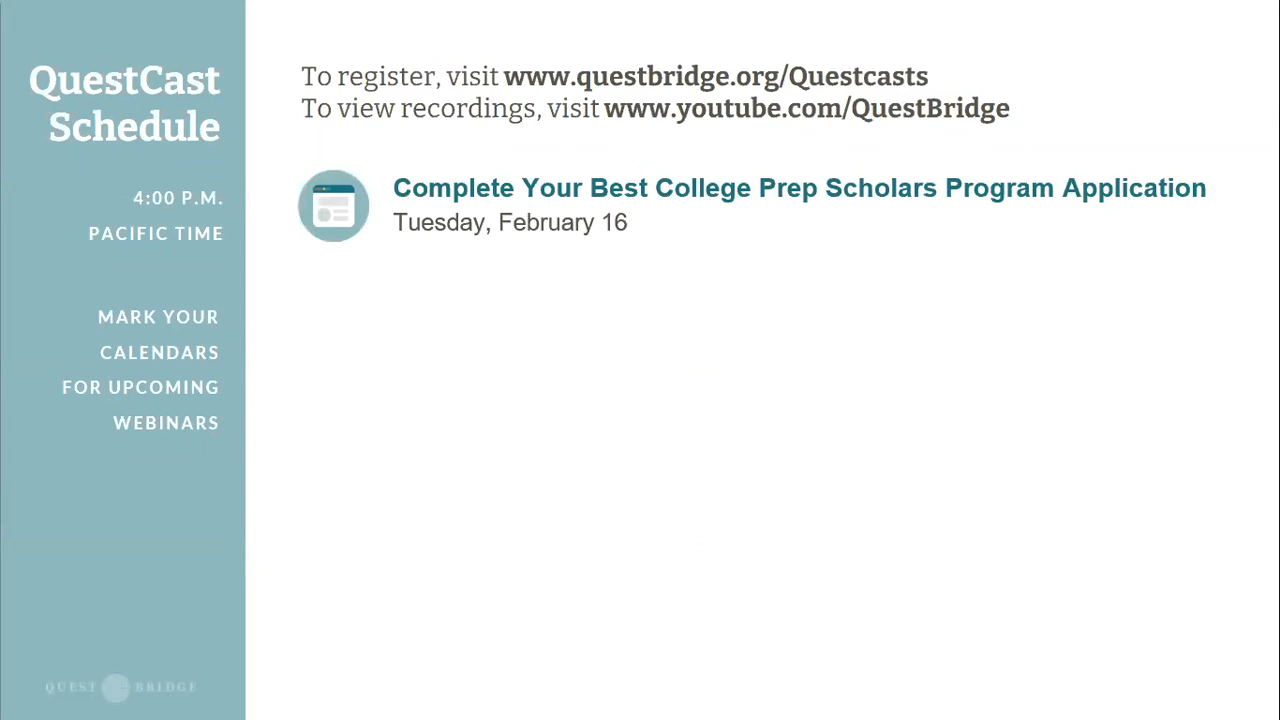 QuestCast
Schedule
4:00 P.M.
PACIFIC TIME
MARK YOUR
CALENDARS
FOR UPCOMING
WEBINARS
QUEST BRIDGE
To register, visit www.questbridge.org/Questcasts
To view recordings, visit www.youtube.com/QuestBridge
Complete Your Best College Prep Scholars Program Application
Tuesday, February 16